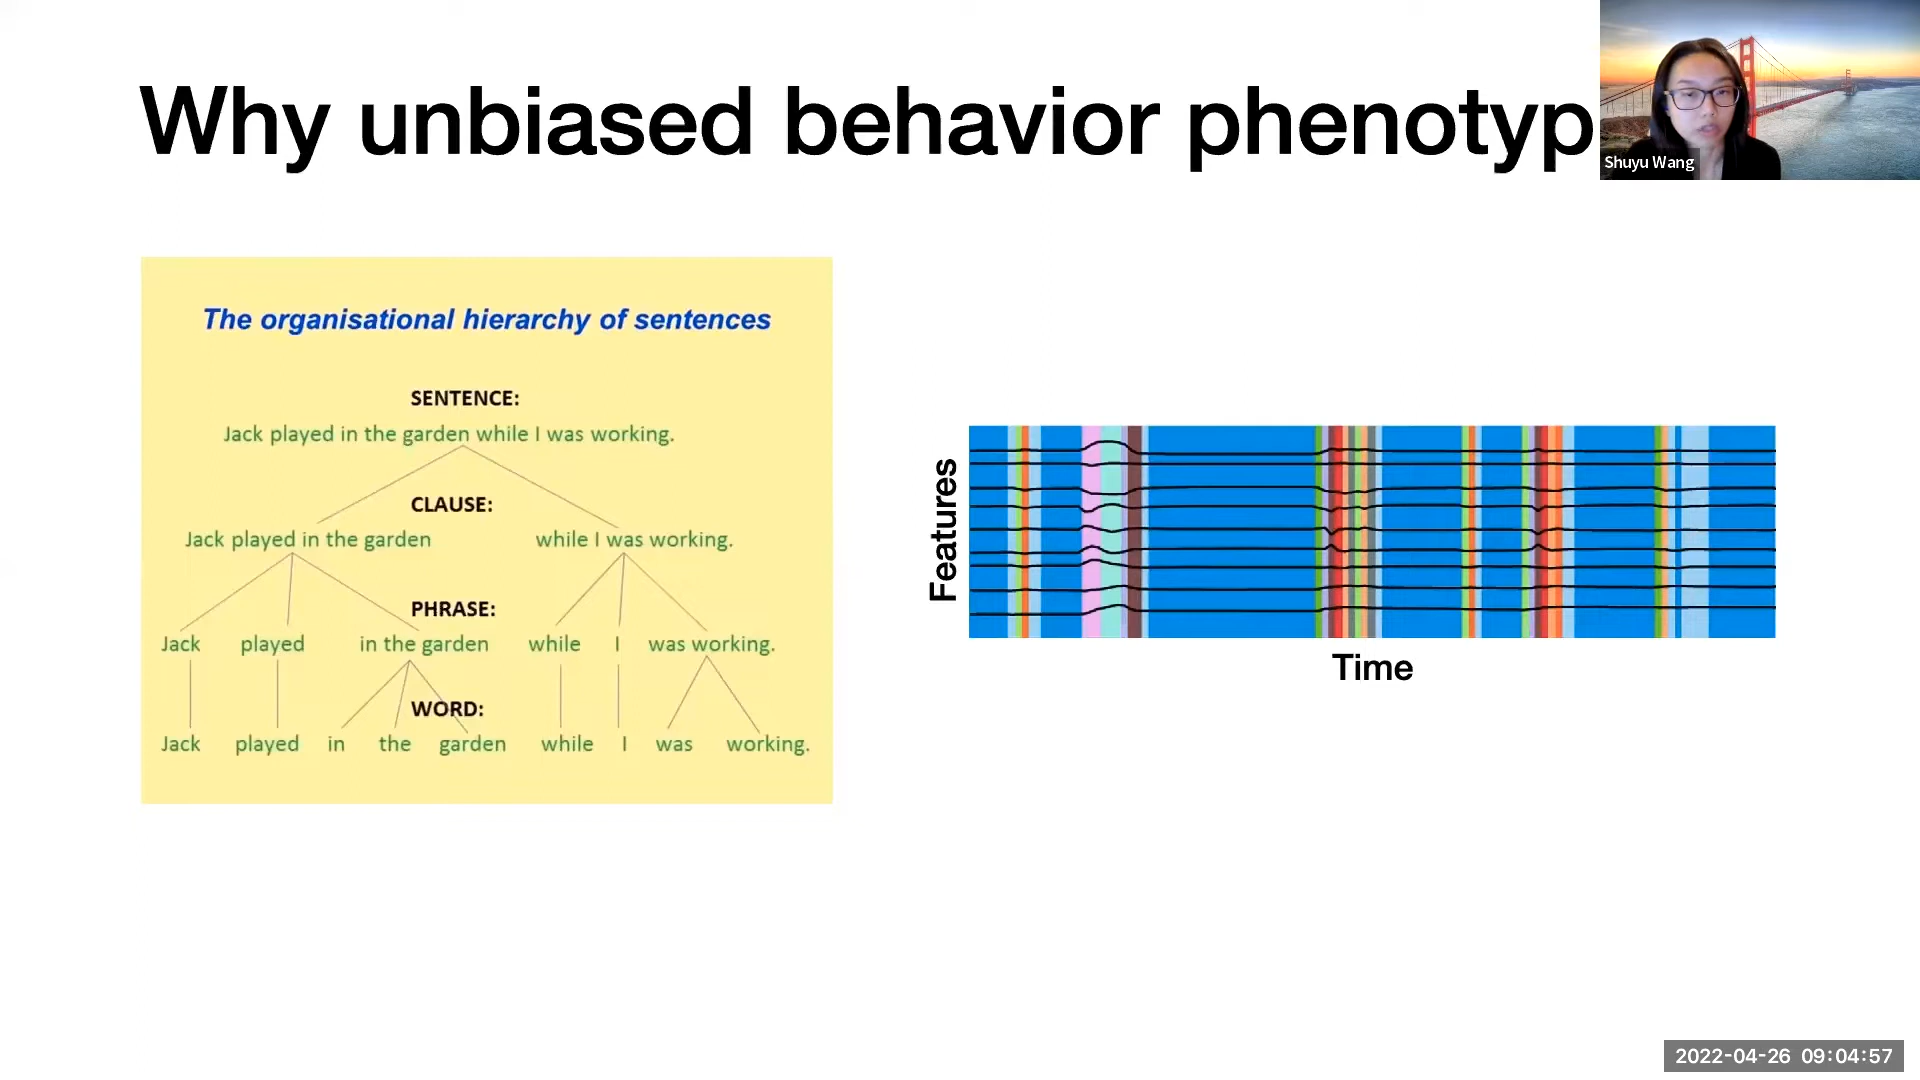 Why unbiased behavior phenotyp
Shuyu Wang
The organisational hierarchy of sentences
SENTENCE:
Jack played in the garden while I was working.
CLAUSE:
Jack played in the garden while I was working.
PHRASE:
Jack played in the garden while I was working.
WORD:
Jack played in the garden while I was working.
Features
Time
2022-04-26 09:04:57